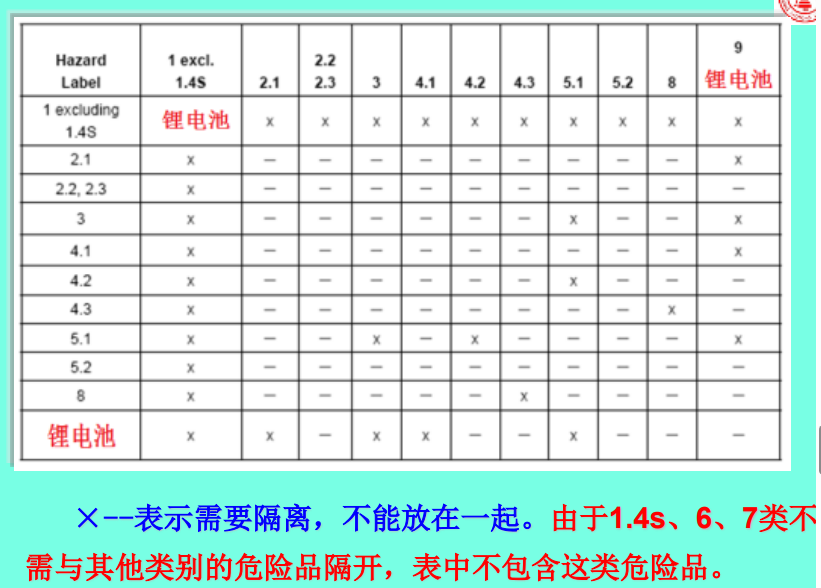 Hazard Label 1 excl. 1.4S 2.1 2.2 2.3 3 4.1 4.2 4.3 5.1 5.2 8 9 锂电池
1 excluding 1.4S 锂电池 x x x x x x x x x x
2.1 x — — — — — — — — — x
2.2, 2.3 x — — — — — — — — — —
3 x — — — — — — x — — x
4.1 x — — — — — — — — — x
4.2 x — — — — — — x — — —
4.3 x — — — — — — — — x —
5.1 x — — x — x — — — — x
5.2 x — — — — — — — — — —
8 x — — — — — x — — — —
锂电池 x x — x x — — x — — —
×--表示需要隔离，不能放在一起。由于1.4s、6、7类不
需与其他类别的危险品隔开，表中不包含这类危险品。